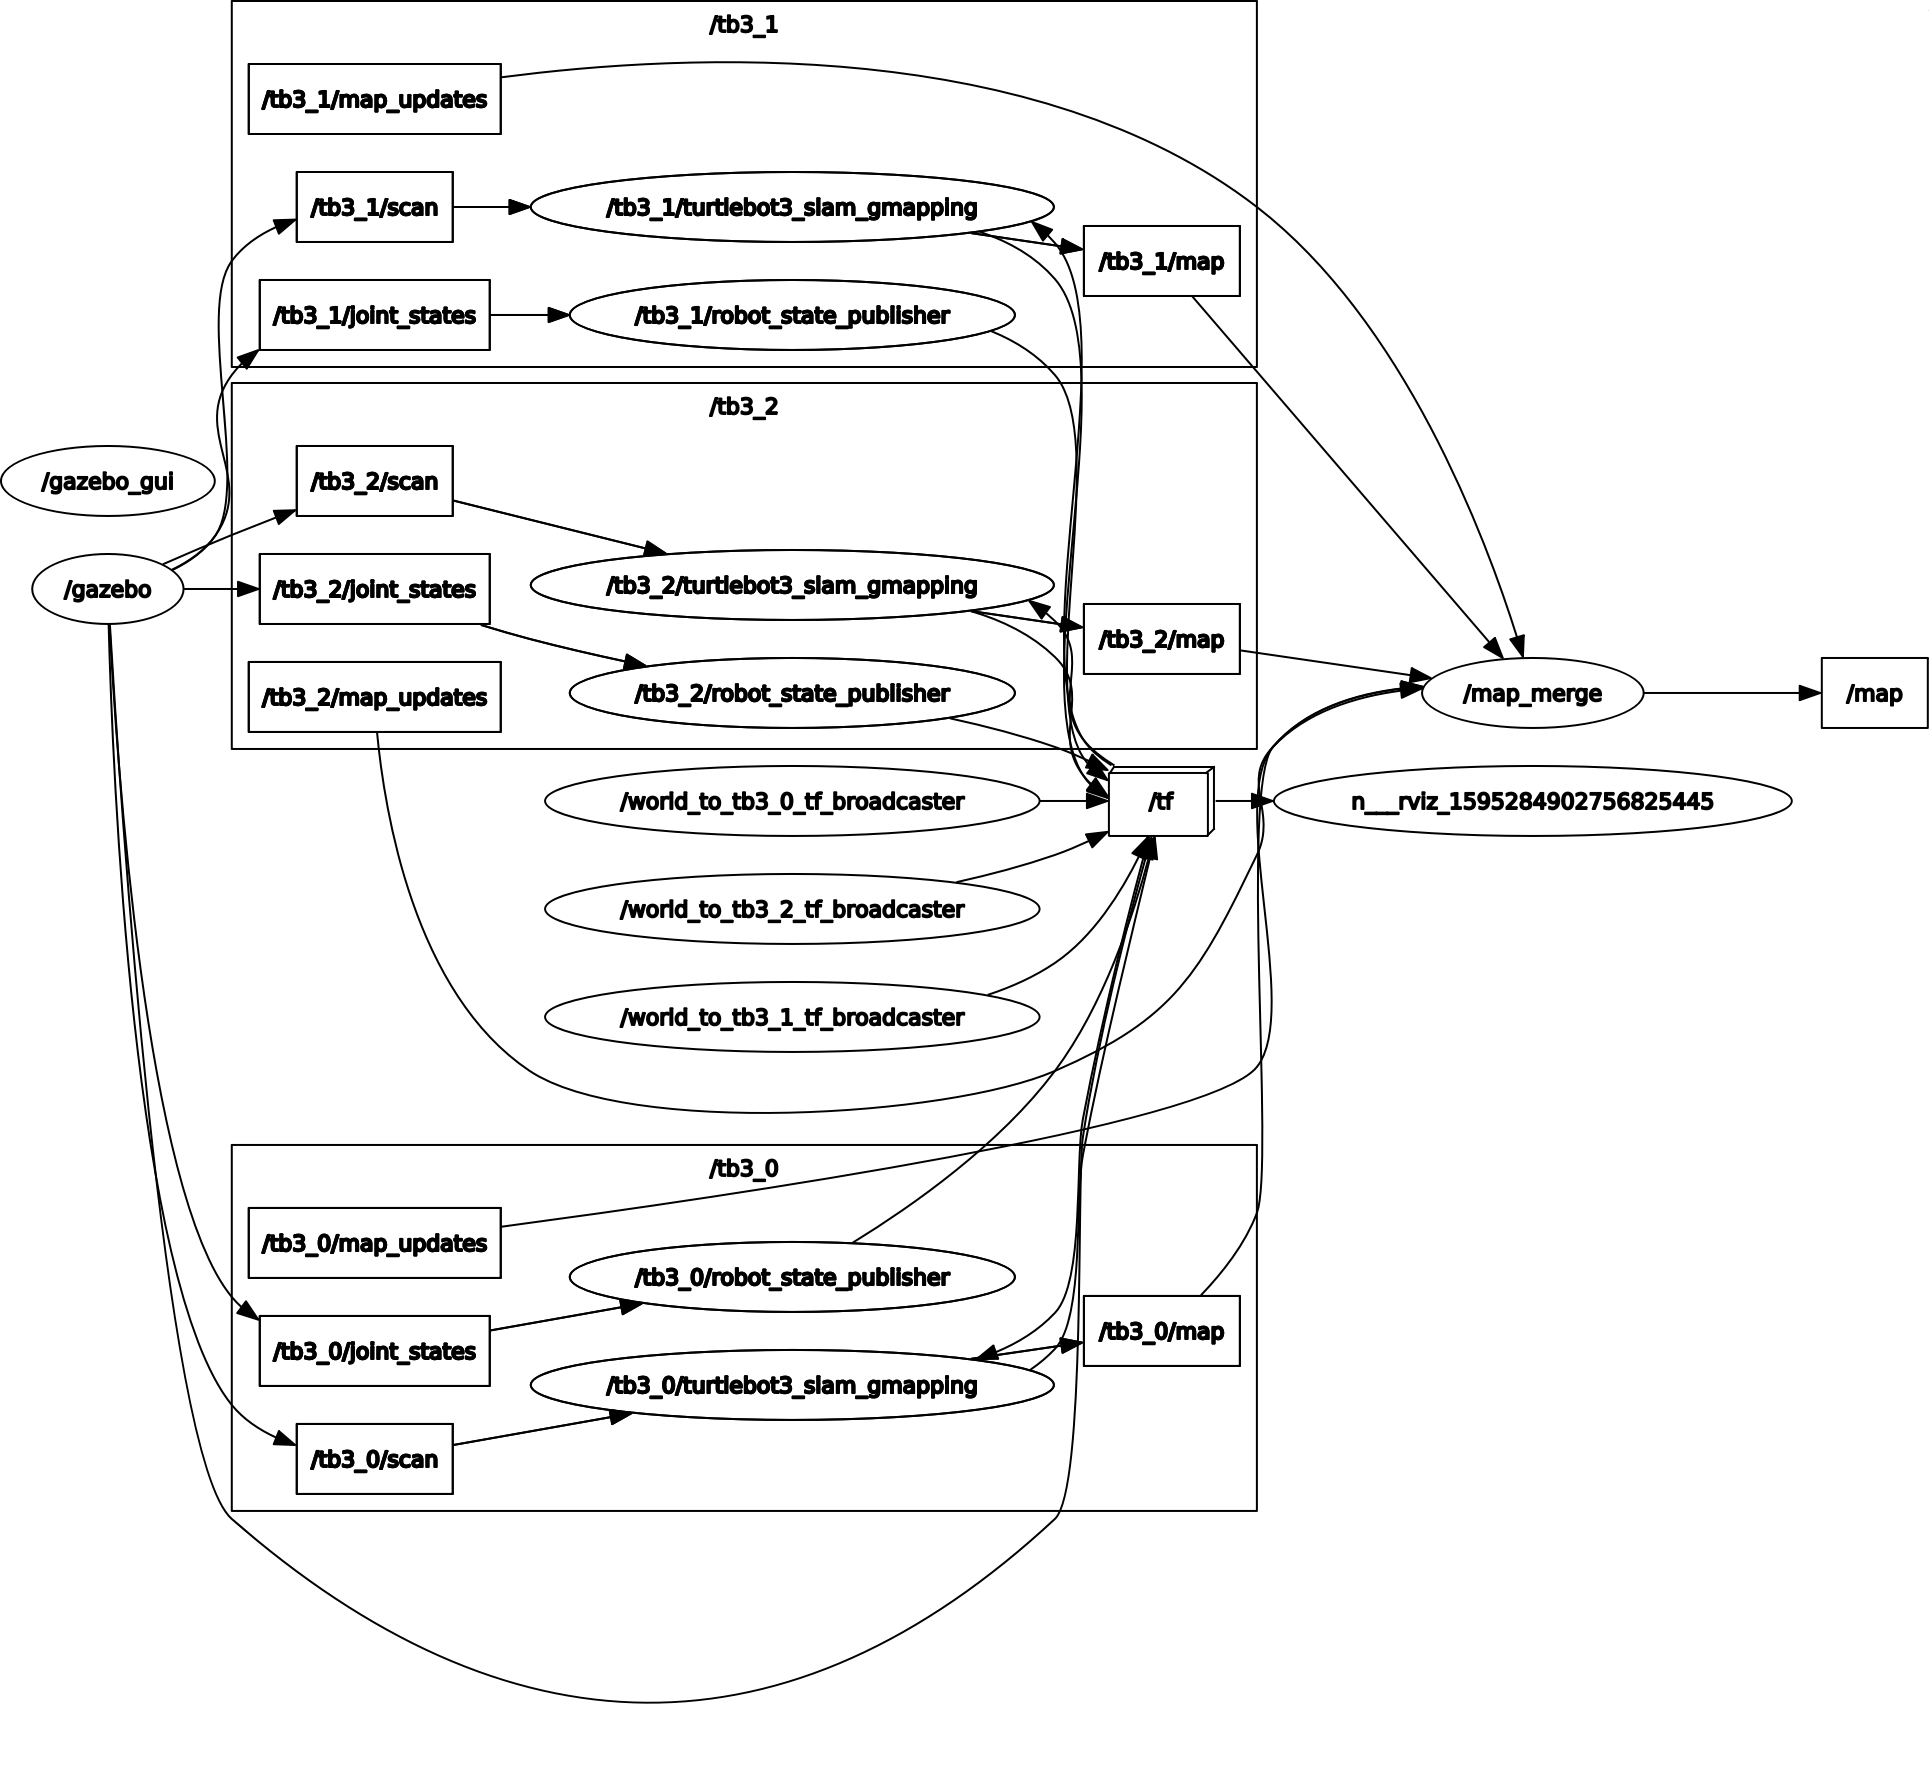 /tb3_1
/tb3_1/map_updates
/tb3_1/scan
/tb3_1/turtlebot3_slam_gmapping
/tb3_1/map
/tb3_1/joint_states
/tb3_1/robot_state_publisher
/tb3_2
/gazebo_gui
/tb3_2/scan
/gazebo
/tb3_2/joint_states
/tb3_2/turtlebot3_slam_gmapping
/tb3_2/map
/tb3_2/map_updates
/tb3_2/robot_state_publisher
/map_merge
/map
/world_to_tb3_0_tf_broadcaster
/tf
n___rviz_1595284902756825445
/world_to_tb3_2_tf_broadcaster
/world_to_tb3_1_tf_broadcaster
/tb3_0
/tb3_0/map_updates
/tb3_0/robot_state_publisher
/tb3_0/map
/tb3_0/joint_states
/tb3_0/turtlebot3_slam_gmapping
/tb3_0/scan